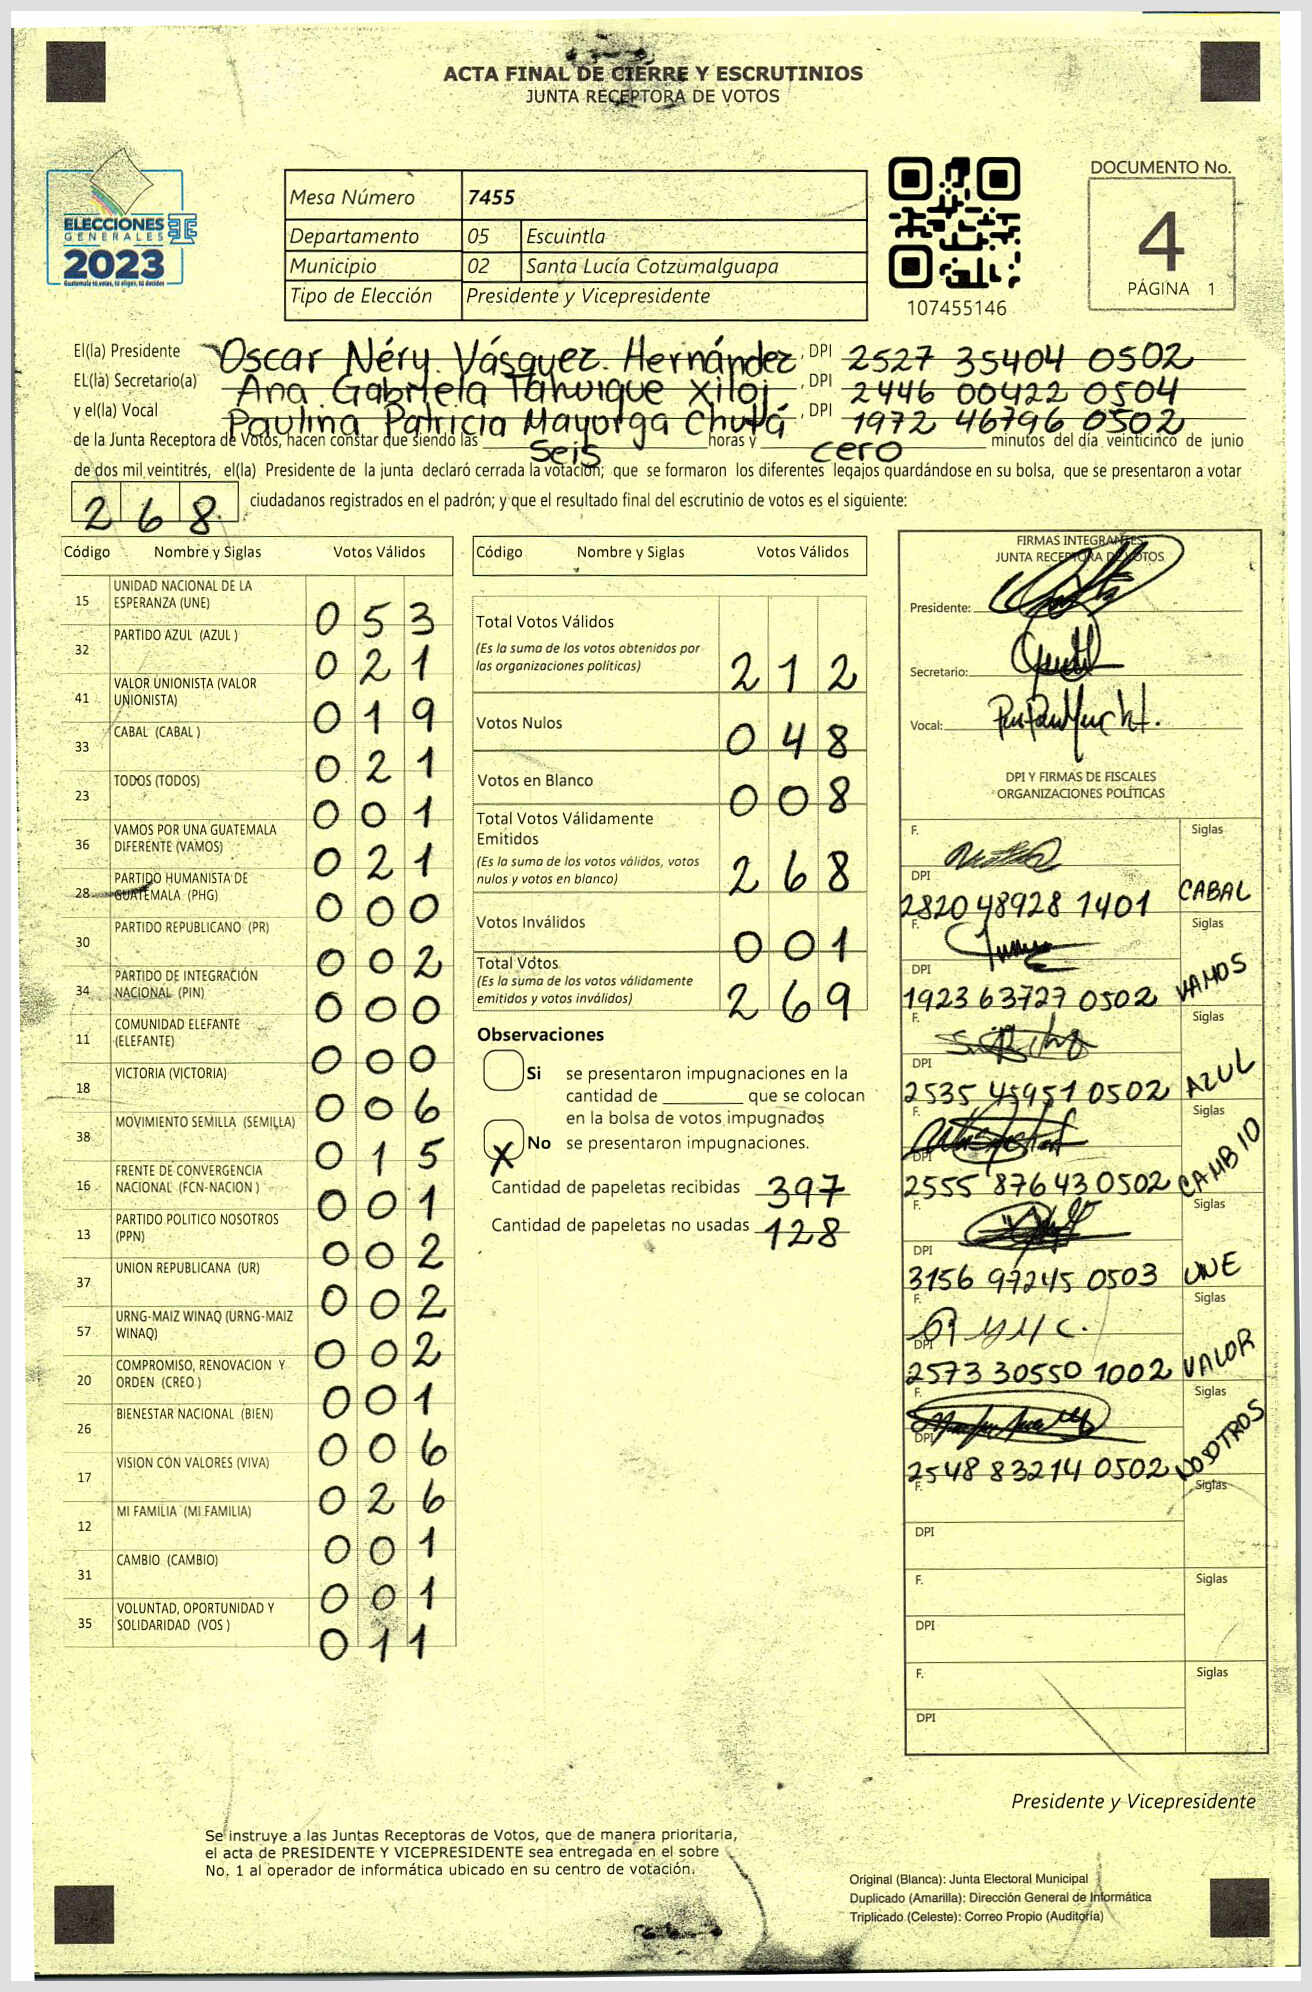 ACTA FINAL DE CIERRE Y ESCRUTINIOS
JUNTA RECEPTORA DE VOTOS
ELECCIONES
GENERALES
2023
Guatemala tú votas, tú eliges, tú decides
Mesa Número 7455
Departamento 05 Escuintla
Municipio 02 Santa Lucía Cotzumalguapa
Tipo de Elección Presidente y Vicepresidente
107455146
DOCUMENTO No.
4
PÁGINA 1
El(la) Presidente Oscar Néry Vásquez Hernández, DPI 2527 35404 0502
EL(la) Secretario(a) Ana Gabriela Tahuique Xiloj, DPI 2446 00422 0504
y el(la) Vocal Paulina Patricia Mayorga Chutá, DPI 1972 46796 0502
de la Junta Receptora de Votos, hacen constar que siendo las seis horas y cero minutos del día veinticinco de junio
de dos mil veintitrés, el(la) Presidente de la junta declaró cerrada la votación; que se formaron los diferentes legajos guardándose en su bolsa, que se presentaron a votar
268 ciudadanos registrados en el padrón; y que el resultado final del escrutinio de votos es el siguiente:
Código Nombre y Siglas Votos Válidos
15 UNIDAD NACIONAL DE LA ESPERANZA (UNE) 053
32 PARTIDO AZUL (AZUL ) 021
41 VALOR UNIONISTA (VALOR UNIONISTA) 019
33 CABAL (CABAL ) 021
23 TODOS (TODOS) 001
36 VAMOS POR UNA GUATEMALA DIFERENTE (VAMOS) 021
28 PARTIDO HUMANISTA DE GUATEMALA (PHG) 000
30 PARTIDO REPUBLICANO (PR) 002
34 PARTIDO DE INTEGRACIÓN NACIONAL (PIN) 000
11 COMUNIDAD ELEFANTE (ELEFANTE) 000
18 VICTORIA (VICTORIA) 006
38 MOVIMIENTO SEMILLA (SEMILLA) 015
16 FRENTE DE CONVERGENCIA NACIONAL (FCN-NACION ) 001
13 PARTIDO POLITICO NOSOTROS (PPN) 002
37 UNION REPUBLICANA (UR) 002
57 URNG-MAIZ WINAQ (URNG-MAIZ WINAQ) 002
20 COMPROMISO, RENOVACION Y ORDEN (CREO ) 001
26 BIENESTAR NACIONAL (BIEN) 006
17 VISION CON VALORES (VIVA) 026
12 MI FAMILIA (MI FAMILIA) 001
31 CAMBIO (CAMBIO) 001
35 VOLUNTAD, OPORTUNIDAD Y SOLIDARIDAD (VOS ) 011
Código Nombre y Siglas Votos Válidos
Total Votos Válidos
(Es la suma de los votos obtenidos por
las organizaciones políticas) 212
Votos Nulos 048
Votos en Blanco 008
Total Votos Válidamente
Emitidos
(Es la suma de los votos válidos, votos
nulos y votos en blanco) 268
Votos Inválidos 001
Total Votos
(Es la suma de los votos válidamente
emitidos y votos inválidos) 269
Observaciones
Si se presentaron impugnaciones en la
cantidad de ________ que se colocan
en la bolsa de votos impugnados
X No se presentaron impugnaciones.
Cantidad de papeletas recibidas 397
Cantidad de papeletas no usadas 128
FIRMAS INTEGRANTES
JUNTA RECEPTORA DE VOTOS
Presidente:
Secretario:
Vocal:
DPI Y FIRMAS DE FISCALES
ORGANIZACIONES POLÍTICAS
F. Siglas
DPI 2820 48928 1401 CABAL
F. Siglas
DPI 1923 63727 0502 VAMOS
F. Siglas
DPI 2535 45951 0502 AZUL
F. Siglas
DPI 2555 87643 0502 CAMBIO
F. Siglas
DPI 3156 97245 0503 UNE
F. Siglas
DPI 2573 30550 1002 VALOR
F. Siglas
DPI 2548 83214 0502 NOSOTROS
F. Siglas
DPI
F. Siglas
DPI
F. Siglas
DPI
Presidente y Vicepresidente
Se instruye a las Juntas Receptoras de Votos, que de manera prioritaria,
el acta de PRESIDENTE Y VICEPRESIDENTE sea entregada en el sobre
No. 1 al operador de informática ubicado en su centro de votación.
Original (Blanca): Junta Electoral Municipal
Duplicado (Amarilla): Dirección General de Informática
Triplicado (Celeste): Correo Propio (Auditoría)